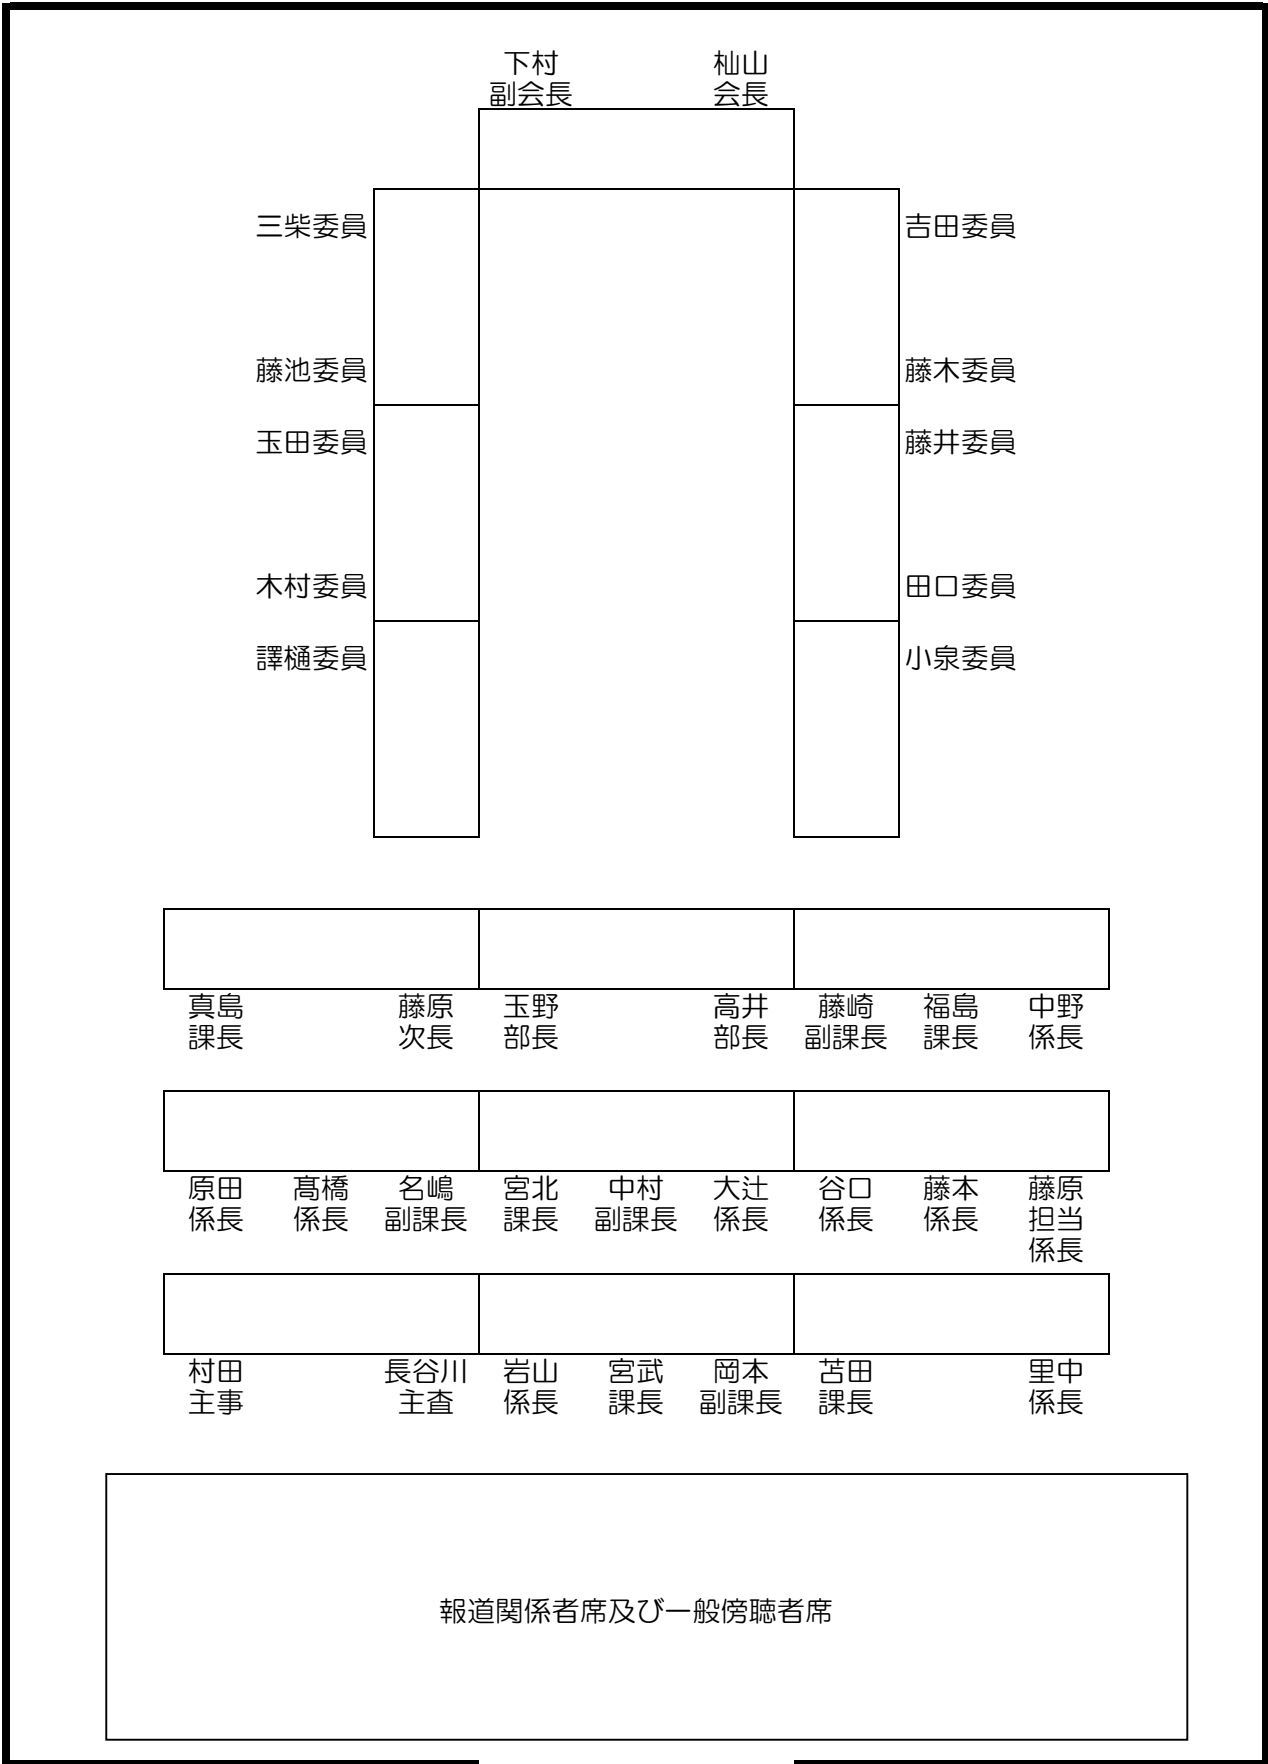 下村 杣山
副会長 会長
三柴委員 吉田委員
藤池委員 藤木委員
玉田委員 藤井委員
木村委員 田口委員
譯樋委員 小泉委員
真島 藤原 玉野 高井 藤崎 福島 中野
課長 次長 部長 部長 副課長 課長 係長
原田 髙橋 名嶋 宮北 中村 大辻 谷口 藤本 藤原
係長 係長 副課長 課長 副課長 係長 係長 係長 担当
係長
村田 長谷川 岩山 宮武 岡本 苫田 里中
主事 主査 係長 課長 副課長 課長 係長
報道関係者席及び一般傍聴者席